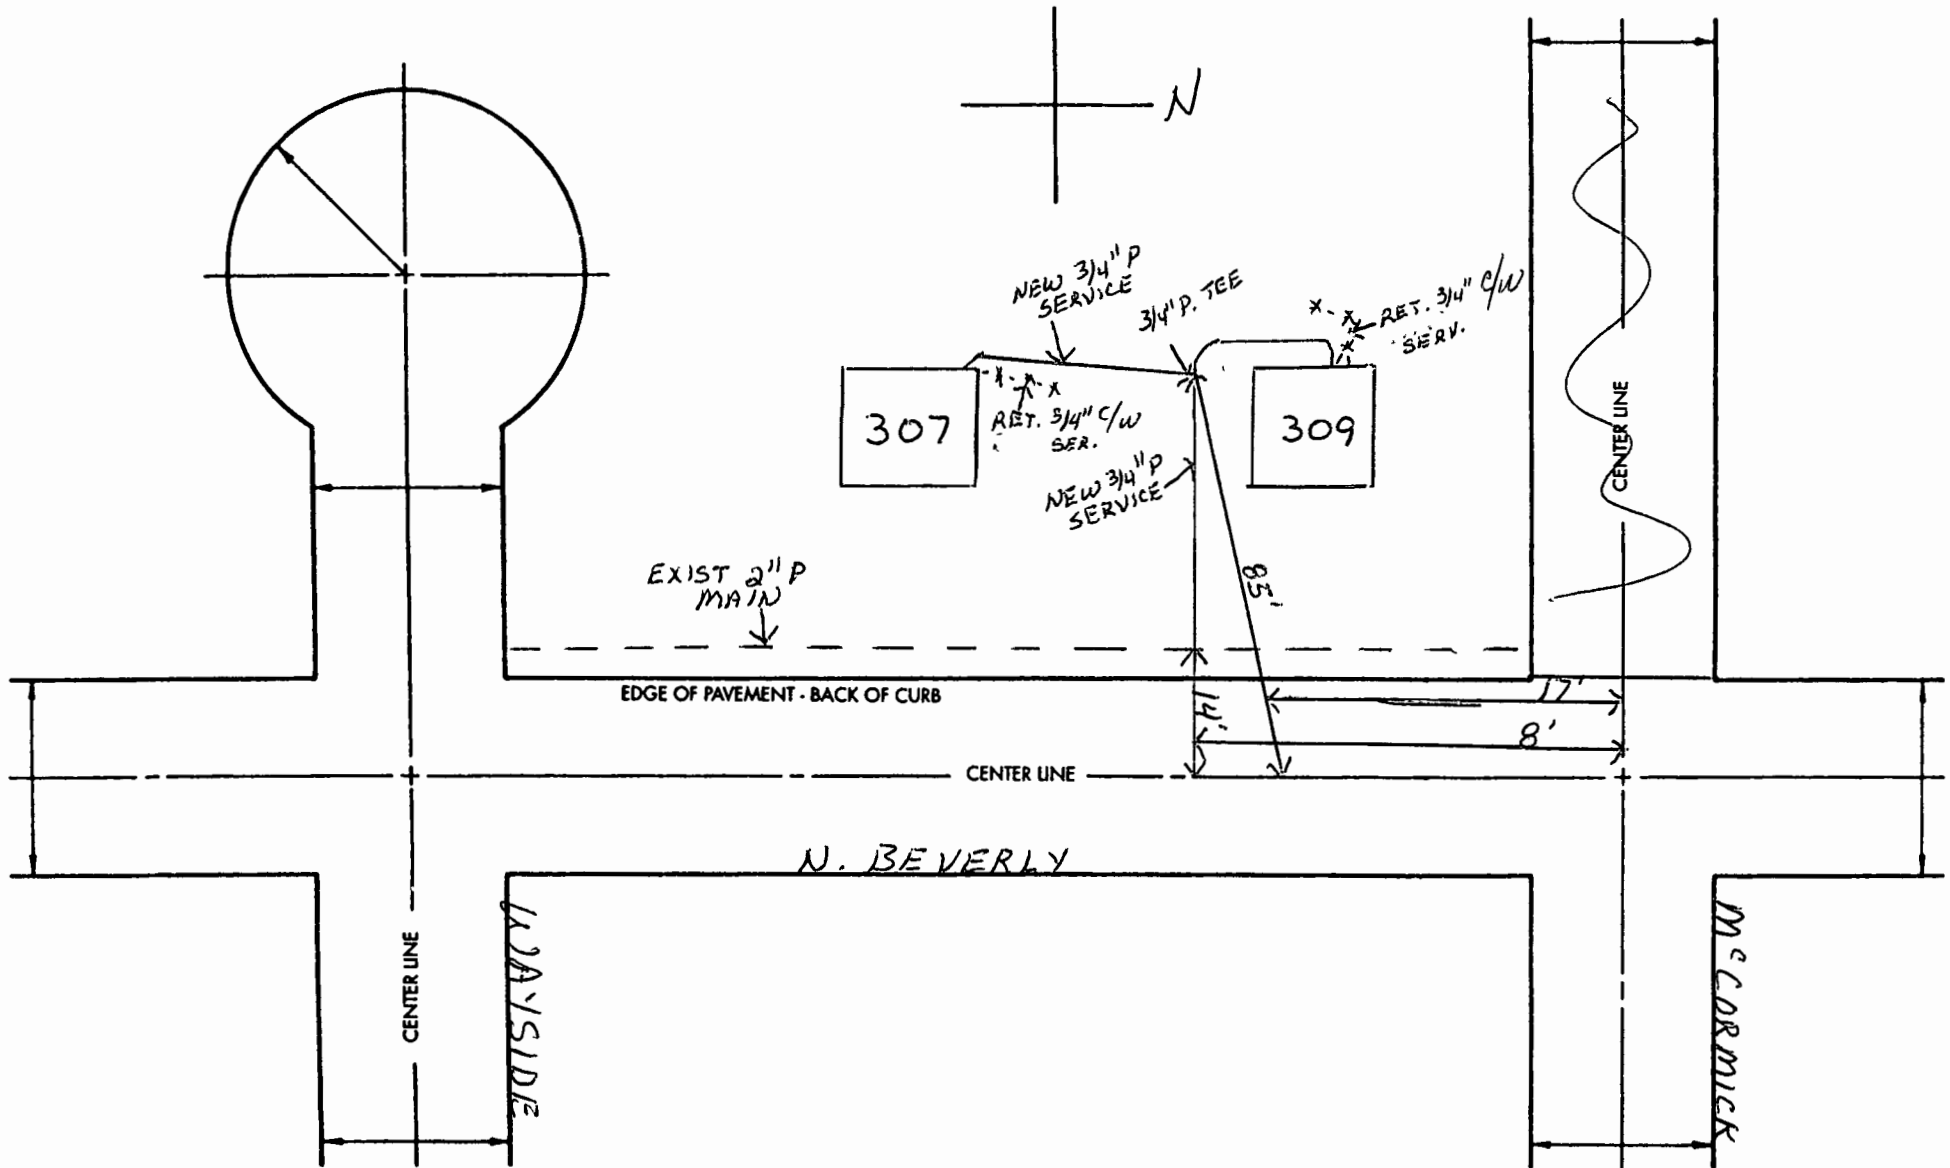 N
NEW 3/4" P
SERVICE
3/4" P. TEE
RET. 3/4" C/W
SERV.
307
RET. 3/4" C/W
SER.
309
NEW 3/4" P
SERVICE
CENTER LINE
EXIST 2" P
MAIN
85'
EDGE OF PAVEMENT - BACK OF CURB
14'
17'
8'
CENTER LINE
N. BEVERLY
CENTER LINE
WAYSIDE
McCORMICK